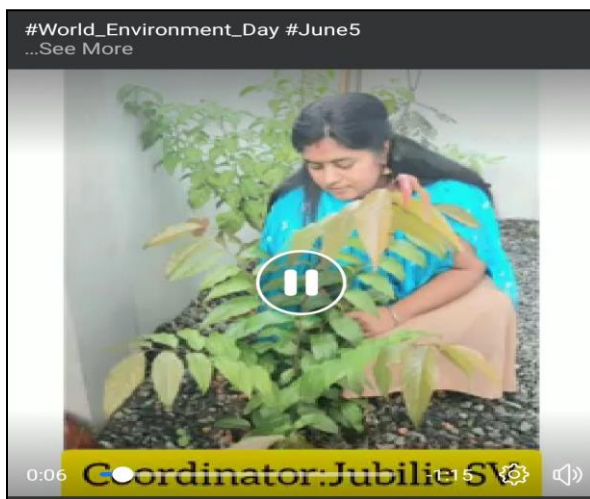 #World_Environment_Day #June5
...See More
0:06
Coordinator:Jubilie SV
-1:15